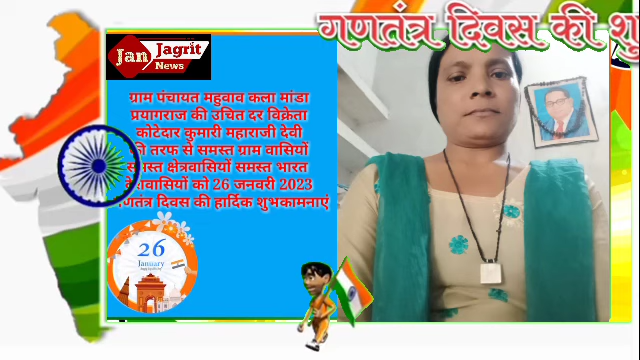 गणतंत्र दिवस की शु
Jan Jagrit
News
ग्राम पंचायत महुवाव कला मांडा
प्रयागराज की उचित दर विक्रेता
कोटेदार कुमारी महाराजी देवी
की तरफ से समस्त ग्राम वासियों
समस्त क्षेत्रवासियों समस्त भारत
देशवासियों को 26 जनवरी 2023
गणतंत्र दिवस की हार्दिक शुभकामनाएं
26
January